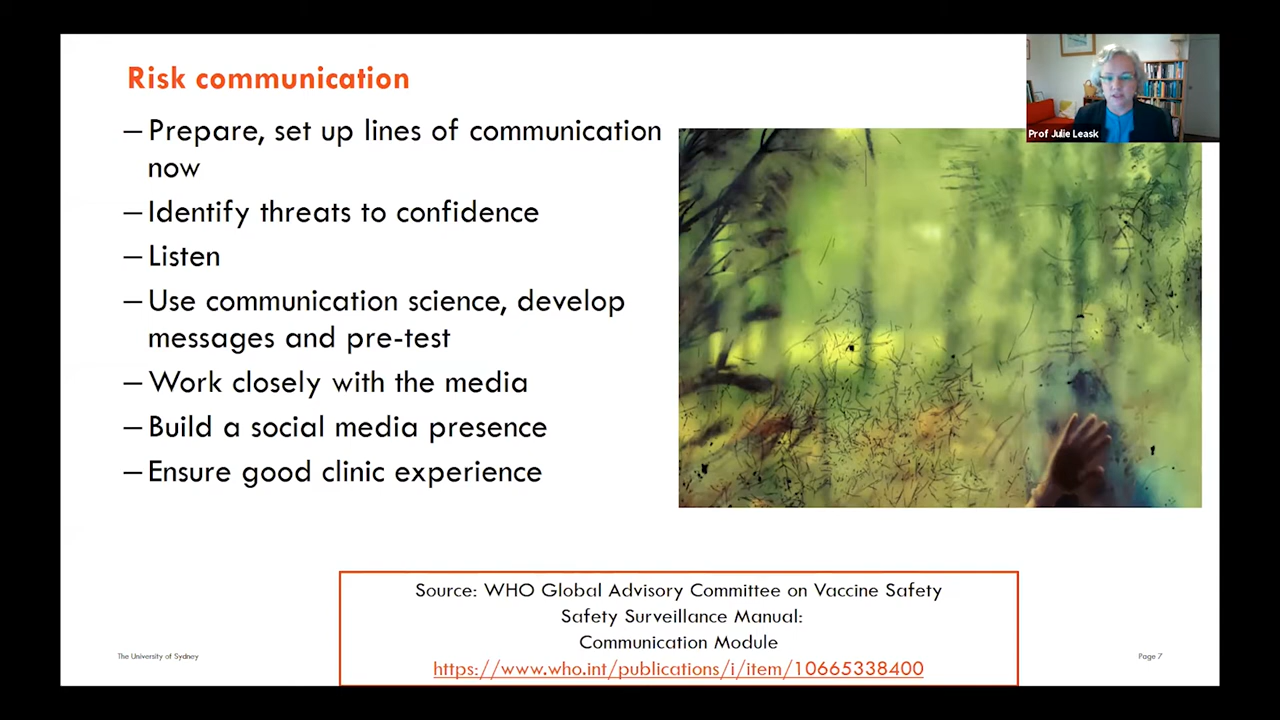 Risk communication
– Prepare, set up lines of communication
now
– Identify threats to confidence
– Listen
– Use communication science, develop
messages and pre-test
– Work closely with the media
– Build a social media presence
– Ensure good clinic experience
Prof Julie Leask
Source: WHO Global Advisory Committee on Vaccine Safety
Safety Surveillance Manual:
Communication Module
https://www.who.int/publications/i/item/10665338400
The University of Sydney
Page 7